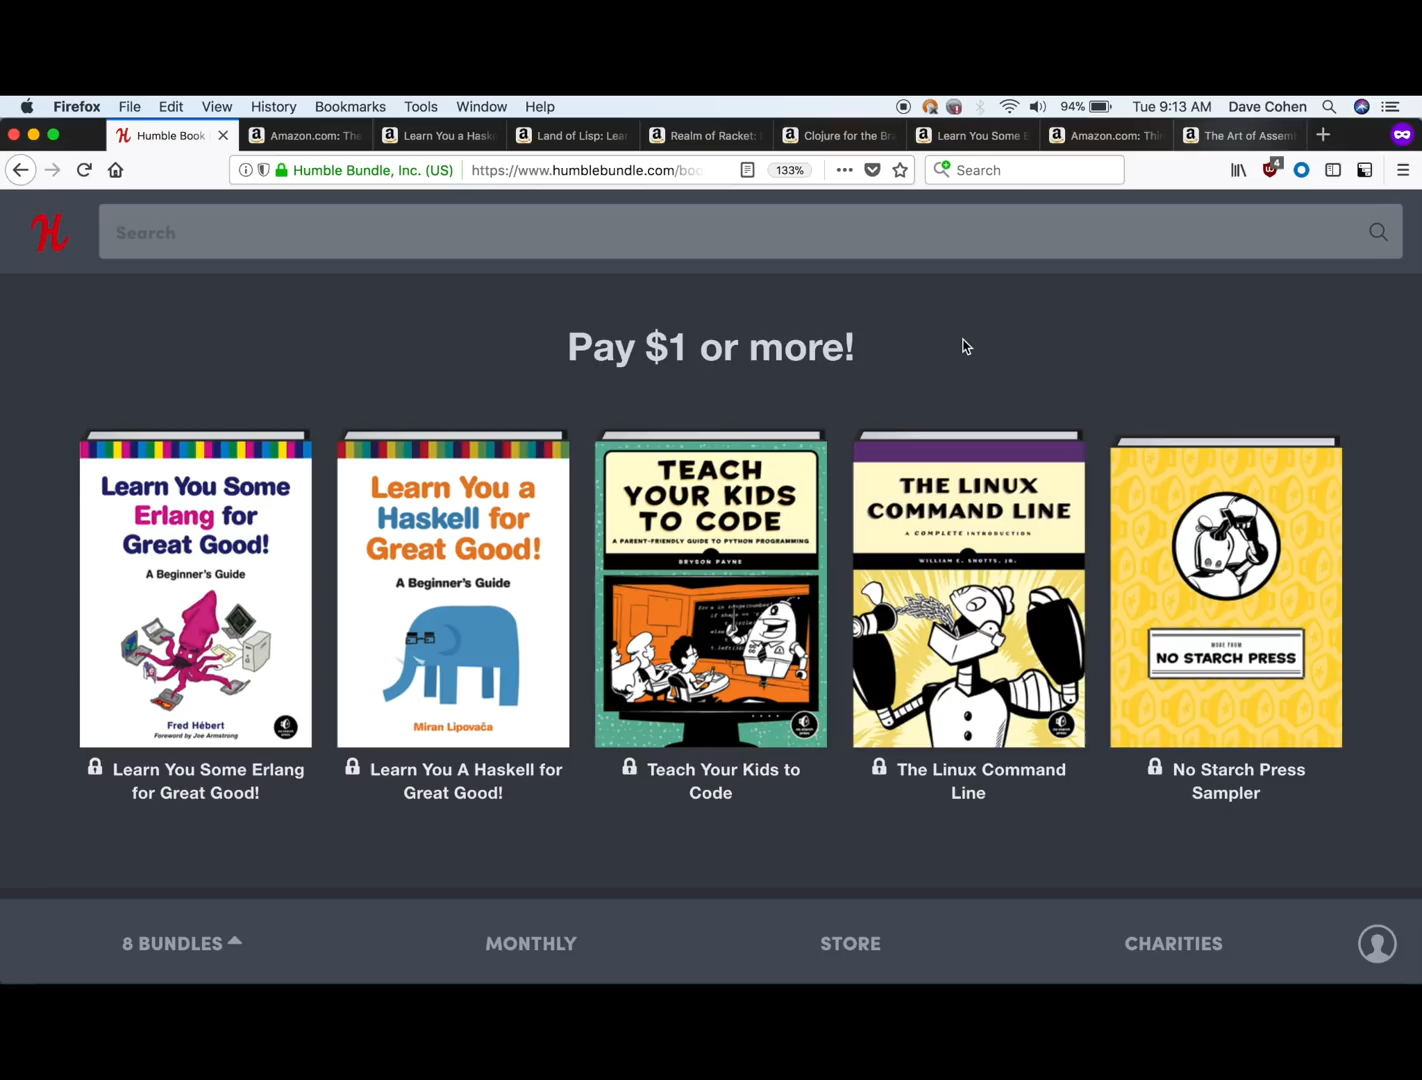 Firefox File Edit View History Bookmarks Tools Window Help 94% Tue 9:13 AM Dave Cohen
Humble Book Amazon.com: The Learn You a Hask Land of Lisp: Lear Realm of Racket: Clojure for the Bra Learn You Some E Amazon.com: Thin The Art of Assem
Humble Bundle, Inc. (US) https://www.humblebundle.com/boo 133% Search 4
Search
Pay $1 or more!
Learn You Some
Erlang for
Great Good!
A Beginner's Guide
Fred Hébert
Foreword by Joe Armstrong
Learn You a
Haskell for
Great Good!
A Beginner's Guide
Miran Lipovača
TEACH
YOUR KIDS
TO CODE
A PARENT-FRIENDLY GUIDE TO PYTHON PROGRAMMING
BRYSON PAYNE
THE LINUX
COMMAND LINE
A COMPLETE INTRODUCTION
WILLIAM E. SHOTTS, JR.
MORE FROM
NO STARCH PRESS
Learn You Some Erlang
for Great Good!
Learn You A Haskell for
Great Good!
Teach Your Kids to
Code
The Linux Command
Line
No Starch Press
Sampler
8 BUNDLES MONTHLY STORE CHARITIES